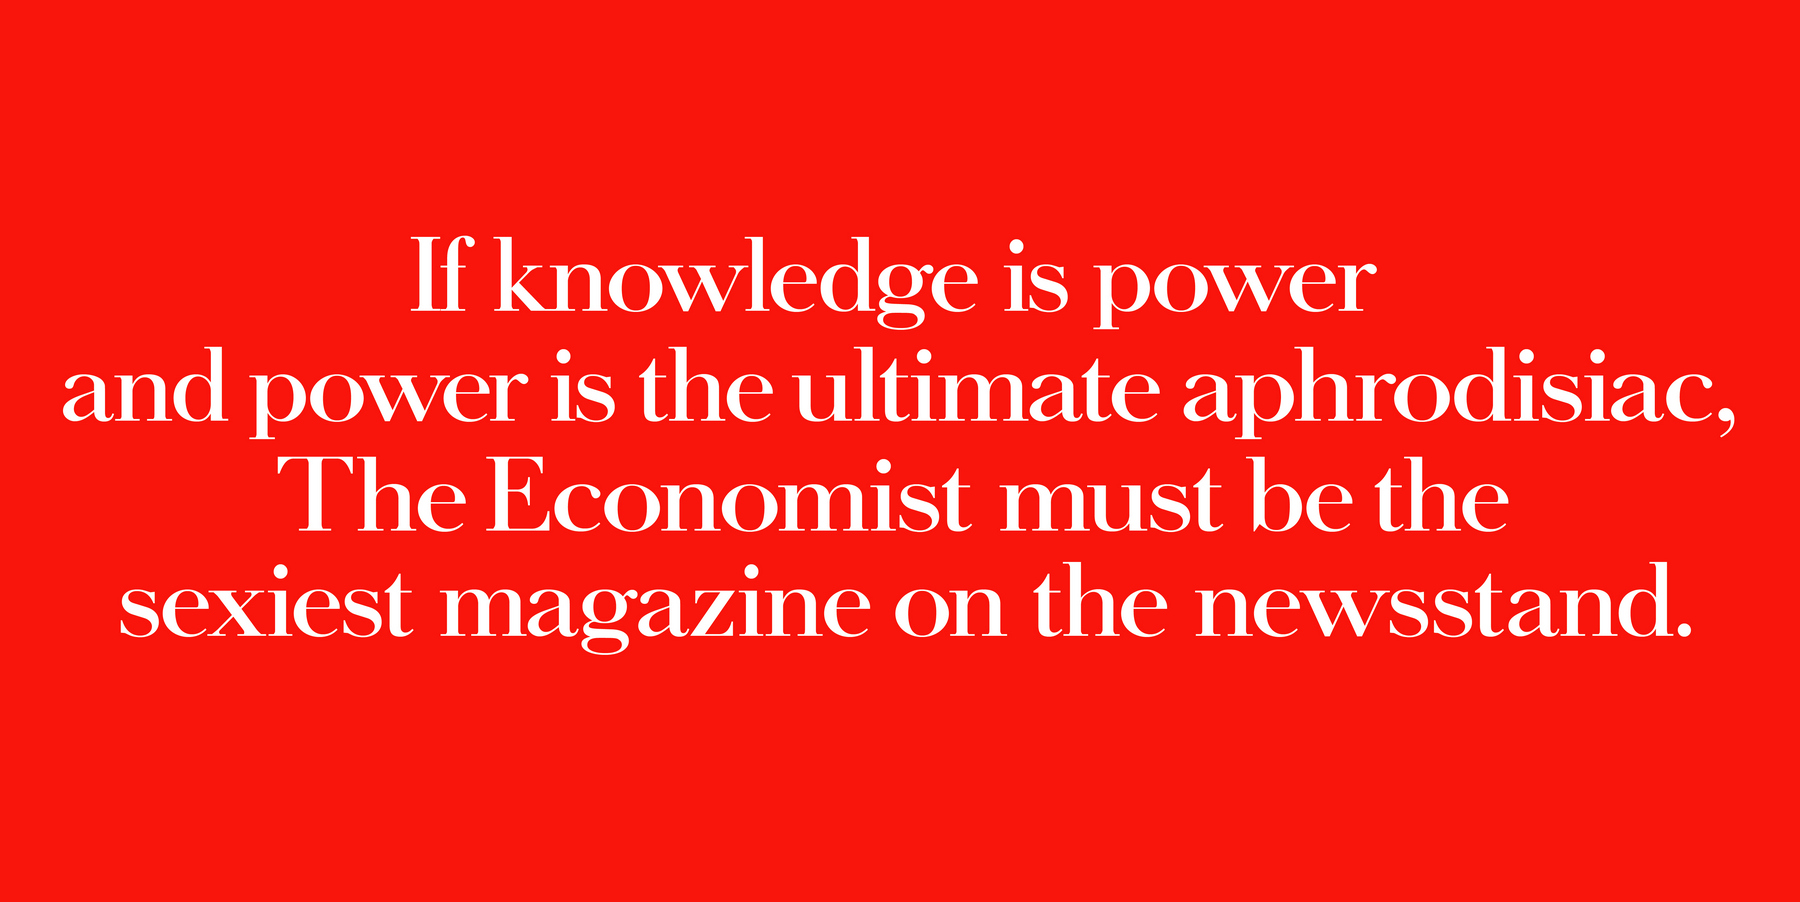 If knowledge is power
and power is the ultimate aphrodisiac,
The Economist must be the
sexiest magazine on the newsstand.